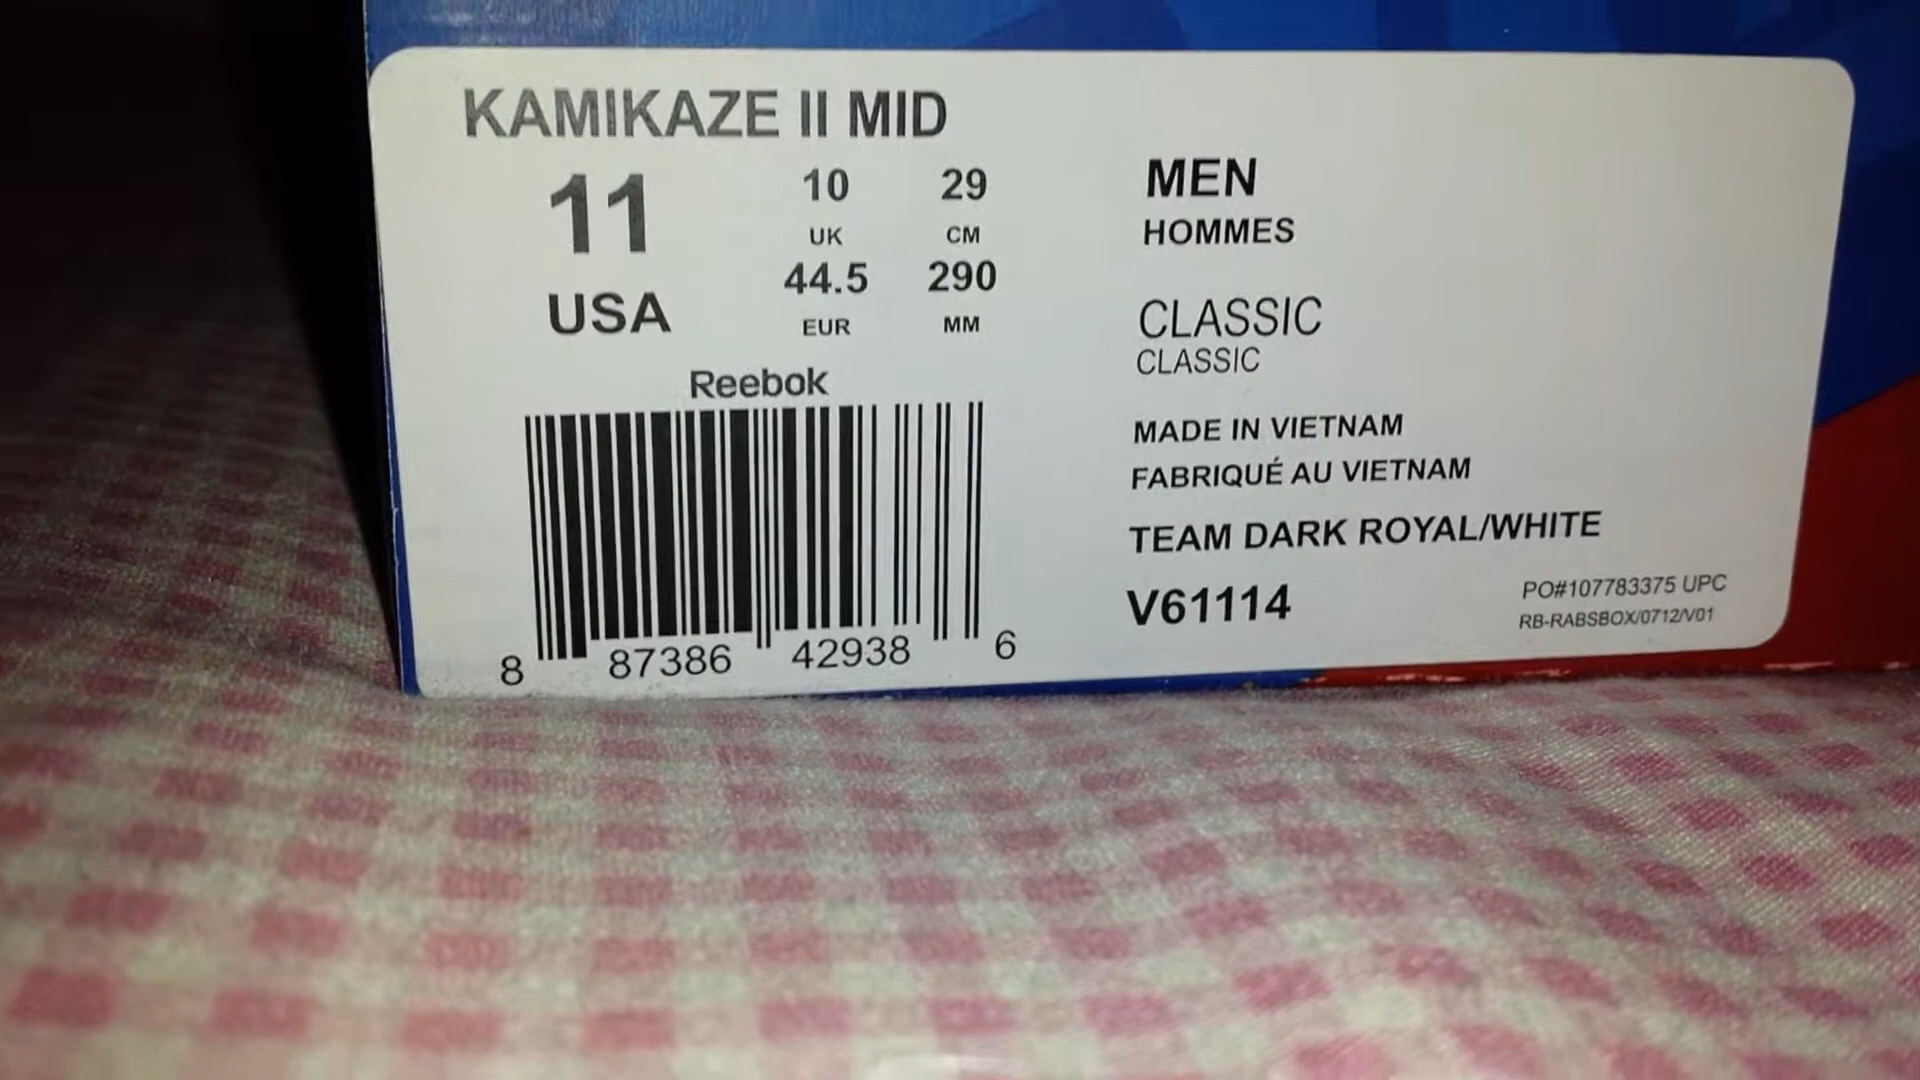 KAMIKAZE II MID
11
USA
10
UK
29
CM
44.5
EUR
290
MM
Reebok
8 87386 42938 6
MEN
HOMMES
CLASSIC
CLASSIC
MADE IN VIETNAM
FABRIQUÉ AU VIETNAM
TEAM DARK ROYAL/WHITE
V61114
PO#107783375 UPC
RB-RABSBOX/0712/V01